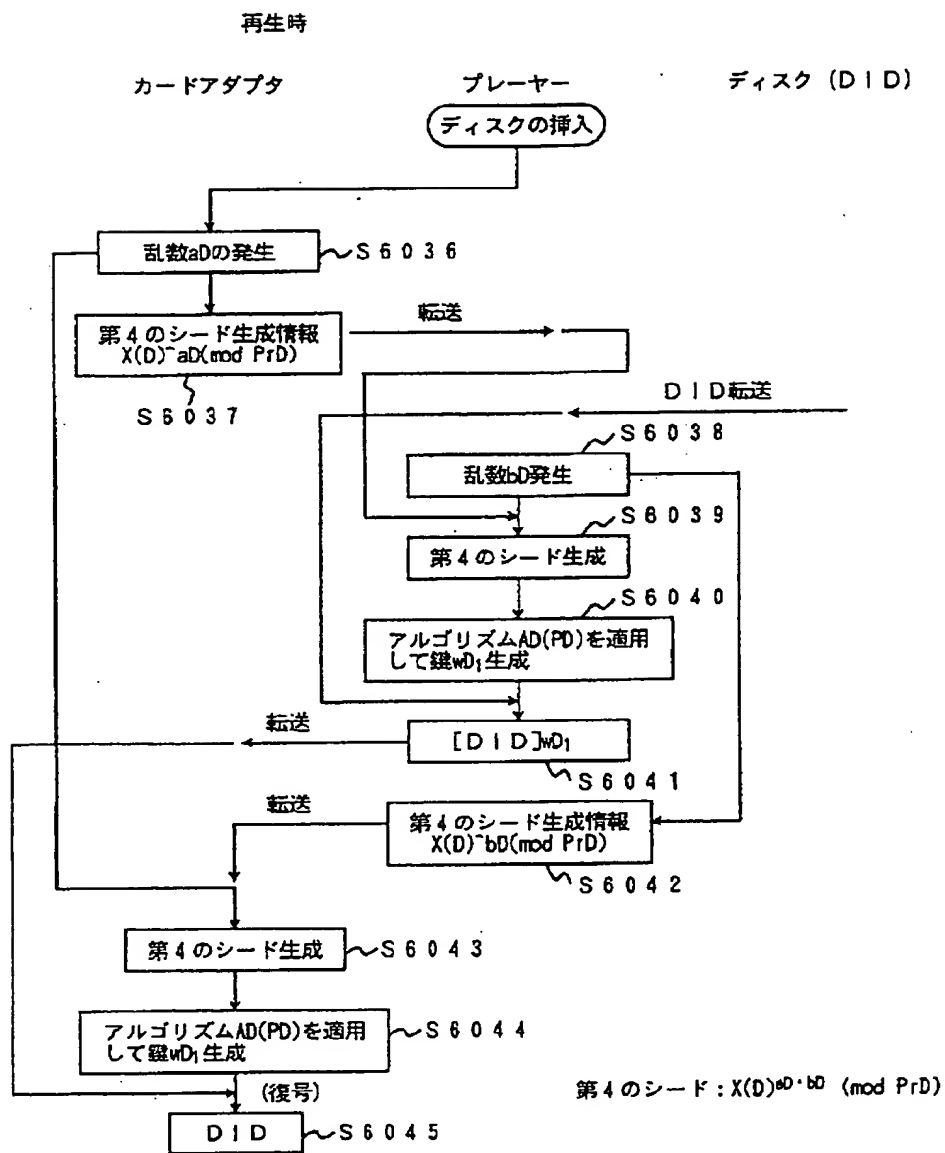 再生時
カードアダプタ
プレーヤー
ディスク (DID)
ディスクの挿入
乱数aDの発生
S6036
第4のシード生成情報
X(D)^aD(mod PrD)
S6037
転送
DID転送
S6038
乱数bD発生
S6039
第4のシード生成
S6040
アルゴリズムAD(PD)を適用
して鍵wD₁生成
転送
[DID]wD₁
S6041
転送
第4のシード生成情報
X(D)^bD(mod PrD)
S6042
第4のシード生成
S6043
アルゴリズムAD(PD)を適用
して鍵wD₁生成
S6044
(復号)
DID
S6045
第4のシード:X(D)^aD・bD (mod PrD)